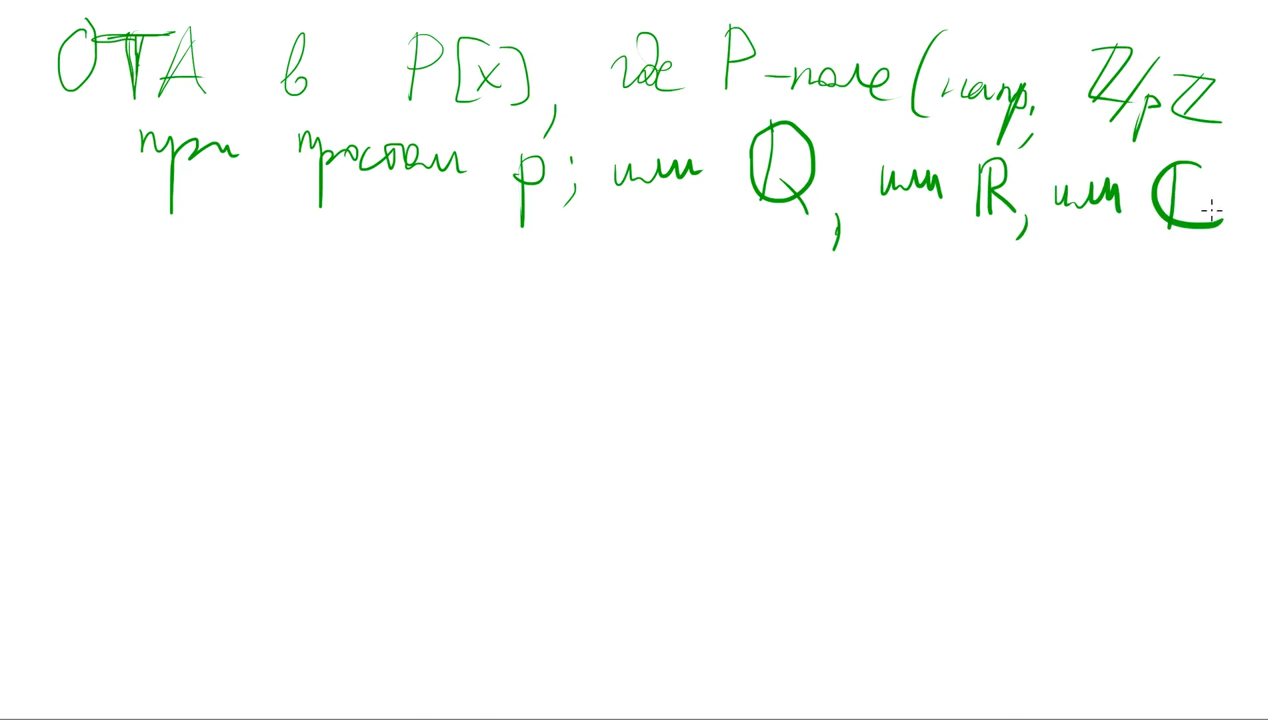 ОТА в P[x], где P-поле (напр, ℤ/pℤ
при простом p; или ℚ, или ℝ, или ℂ